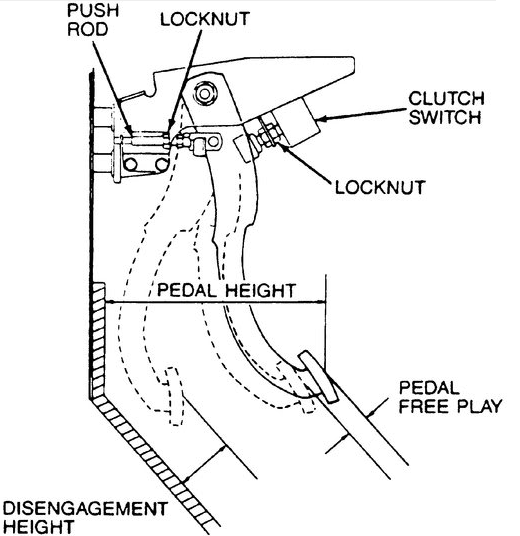 PUSH
ROD
LOCKNUT
CLUTCH
SWITCH
LOCKNUT
PEDAL HEIGHT
PEDAL
FREE PLAY
DISENGAGEMENT
HEIGHT